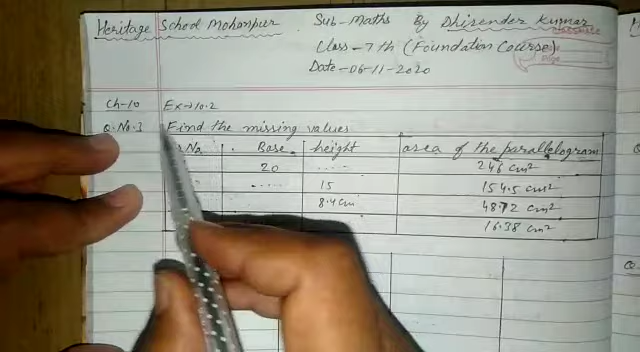 Heritage School Mohanpur Sub-Maths By Dhirender Kumar
Class-7th (Foundation Course)
Date-06-11-2020
Ch-10 Ex→10.2
Q.No.3 Find the missing values
No. Base height area of the parallelogram
20 ..... 246 cm²
..... 15 154.5 cm²
8.4 cm 48.72 cm²
16.38 cm²